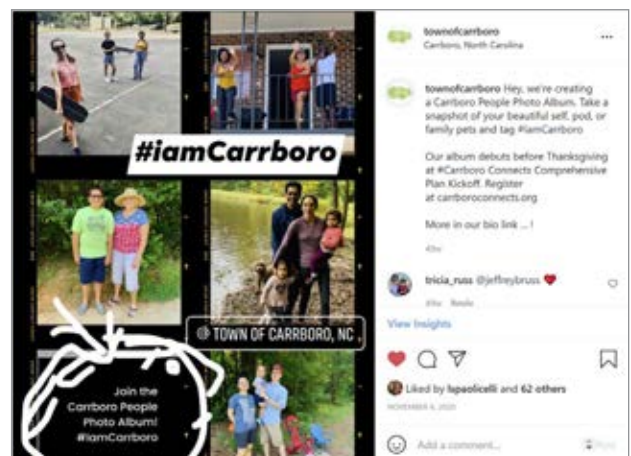 #iamCarrboro
@ TOWN OF CARRBORO, NC
Join the
Carrboro People
Photo Album!
#IamCarrboro
townofcarrboro
Carrboro, North Carolina
townofcarrboro Hey, we're creating
a Carrboro People Photo Album. Take a
snapshot of your beautiful self, pod, or
family pets and tag #iamCarrboro
Our album debuts before Thanksgiving
at #Carrboro Connects Comprehensive
Plan Kickoff. Register
at carrboroconnects.org
More in our bio link ... !
tricia_russ @jeffreybruss
Reply
View Insights
Liked by lspaolicelli and 62 others
NOVEMBER 6, 2020
Add a comment...